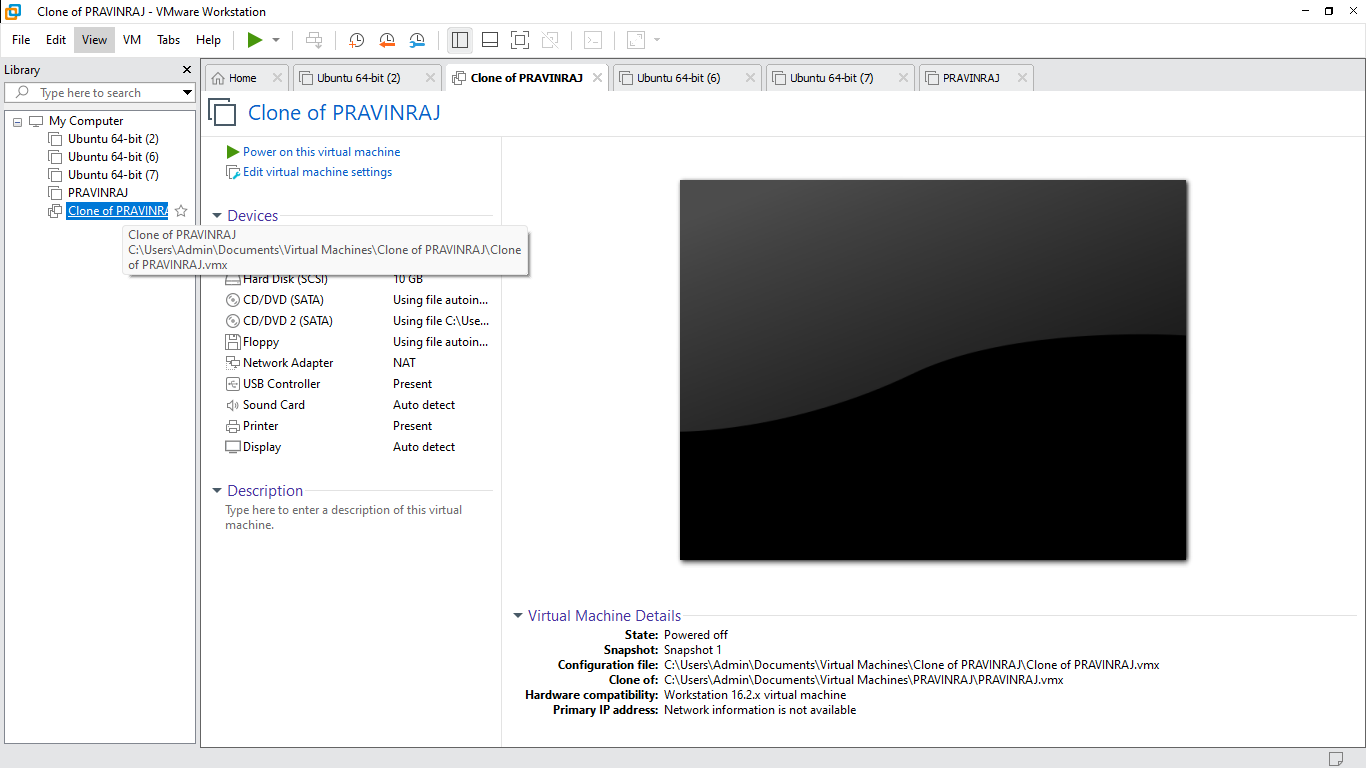 Clone of PRAVINRAJ - VMware Workstation
File Edit View VM Tabs Help
Library
Type here to search
My Computer
Ubuntu 64-bit (2)
Ubuntu 64-bit (6)
Ubuntu 64-bit (7)
PRAVINRAJ
Clone of PRAVINRA
Clone of PRAVINRAJ
C:\Users\Admin\Documents\Virtual Machines\Clone of PRAVINRAJ\Clone
of PRAVINRAJ.vmx
Home Ubuntu 64-bit (2) Clone of PRAVINRAJ Ubuntu 64-bit (6) Ubuntu 64-bit (7) PRAVINRAJ
Clone of PRAVINRAJ
Power on this virtual machine
Edit virtual machine settings
Devices
Hard Disk (SCSI) 10 GB
CD/DVD (SATA) Using file autoin...
CD/DVD 2 (SATA) Using file C:\Use...
Floppy Using file autoin...
Network Adapter NAT
USB Controller Present
Sound Card Auto detect
Printer Present
Display Auto detect
Description
Type here to enter a description of this virtual
machine.
Virtual Machine Details
State: Powered off
Snapshot: Snapshot 1
Configuration file: C:\Users\Admin\Documents\Virtual Machines\Clone of PRAVINRAJ\Clone of PRAVINRAJ.vmx
Clone of: C:\Users\Admin\Documents\Virtual Machines\PRAVINRAJ\PRAVINRAJ.vmx
Hardware compatibility: Workstation 16.2.x virtual machine
Primary IP address: Network information is not available